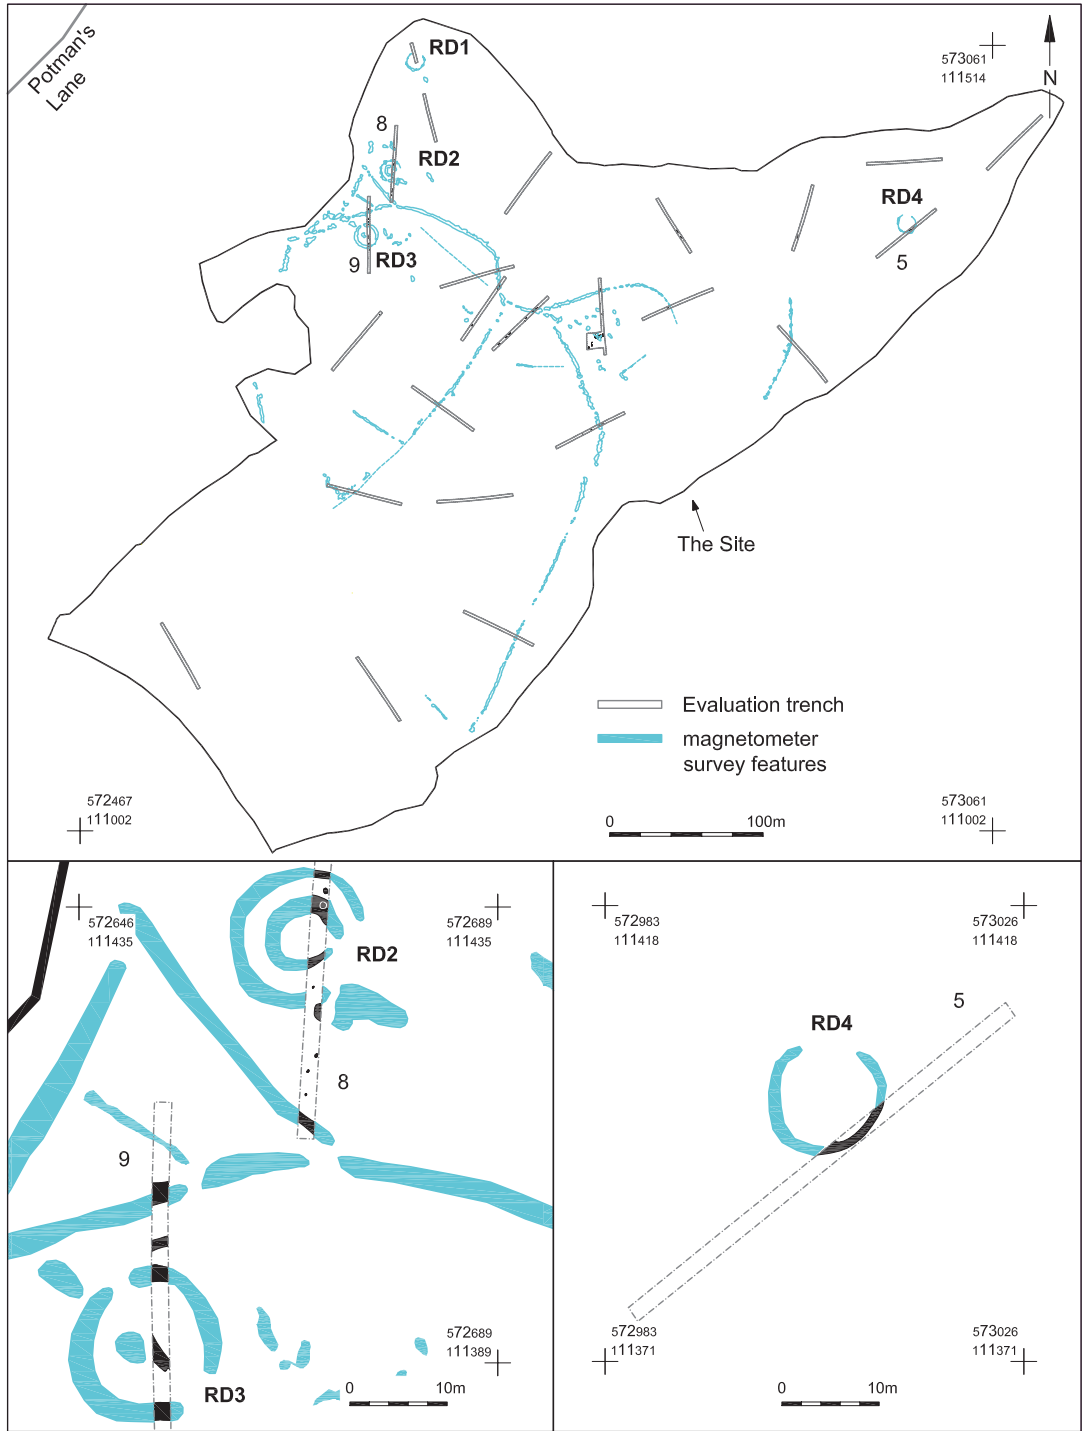 Potman's
Lane
RD1
573061
111514
N
8
RD2
RD4
9
RD3
5
The Site
Evaluation trench
magnetometer
survey features
572467
111002
0
100m
573061
111002
572646
111435
572689
111435
RD2
8
9
572689
111389
RD3
0
10m
572983
111418
573026
111418
5
RD4
572983
111371
573026
111371
0
10m